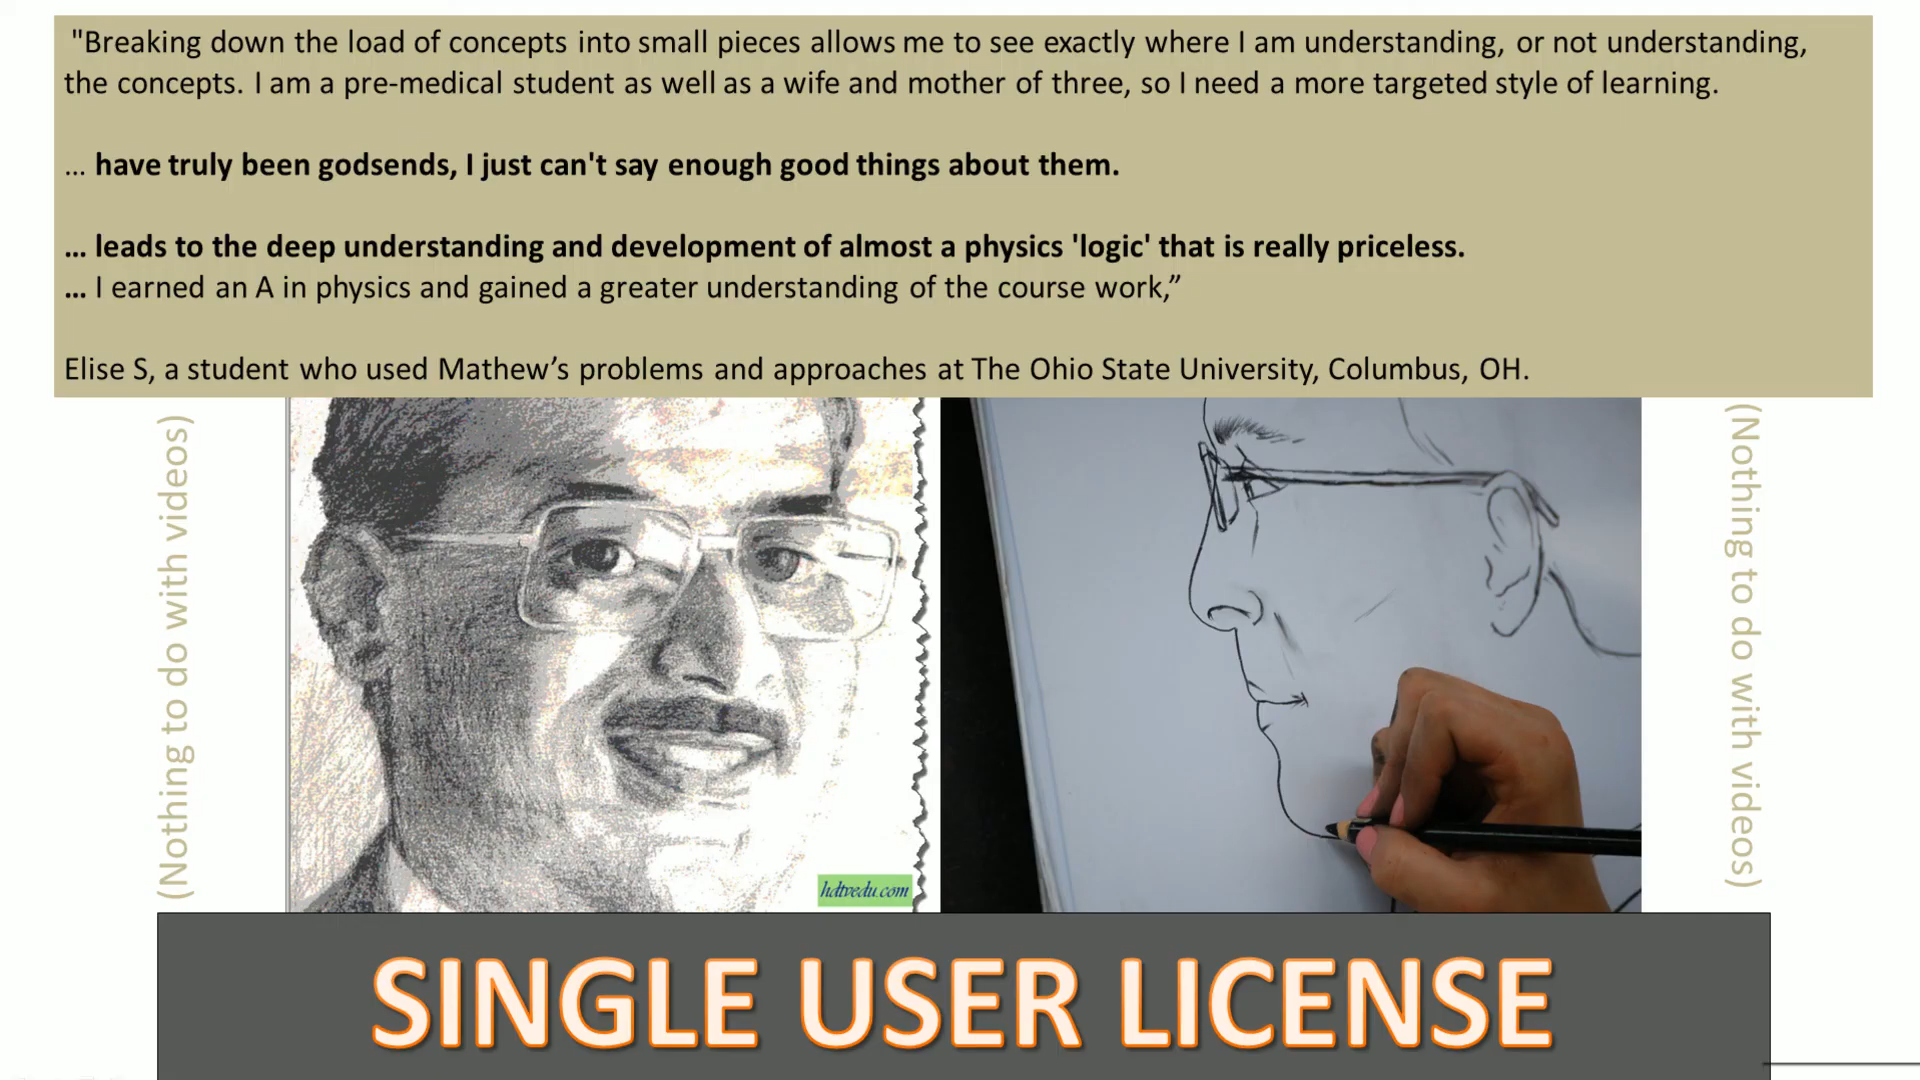 "Breaking down the load of concepts into small pieces allows me to see exactly where I am understanding, or not understanding,
the concepts. I am a pre-medical student as well as a wife and mother of three, so I need a more targeted style of learning.
... have truly been godsends, I just can't say enough good things about them.
... leads to the deep understanding and development of almost a physics 'logic' that is really priceless.
... I earned an A in physics and gained a greater understanding of the course work,”
Elise S, a student who used Mathew’s problems and approaches at The Ohio State University, Columbus, OH.
(Nothing to do with videos)
(Nothing to do with videos)
hdtvedu.com
SINGLE USER LICENSE